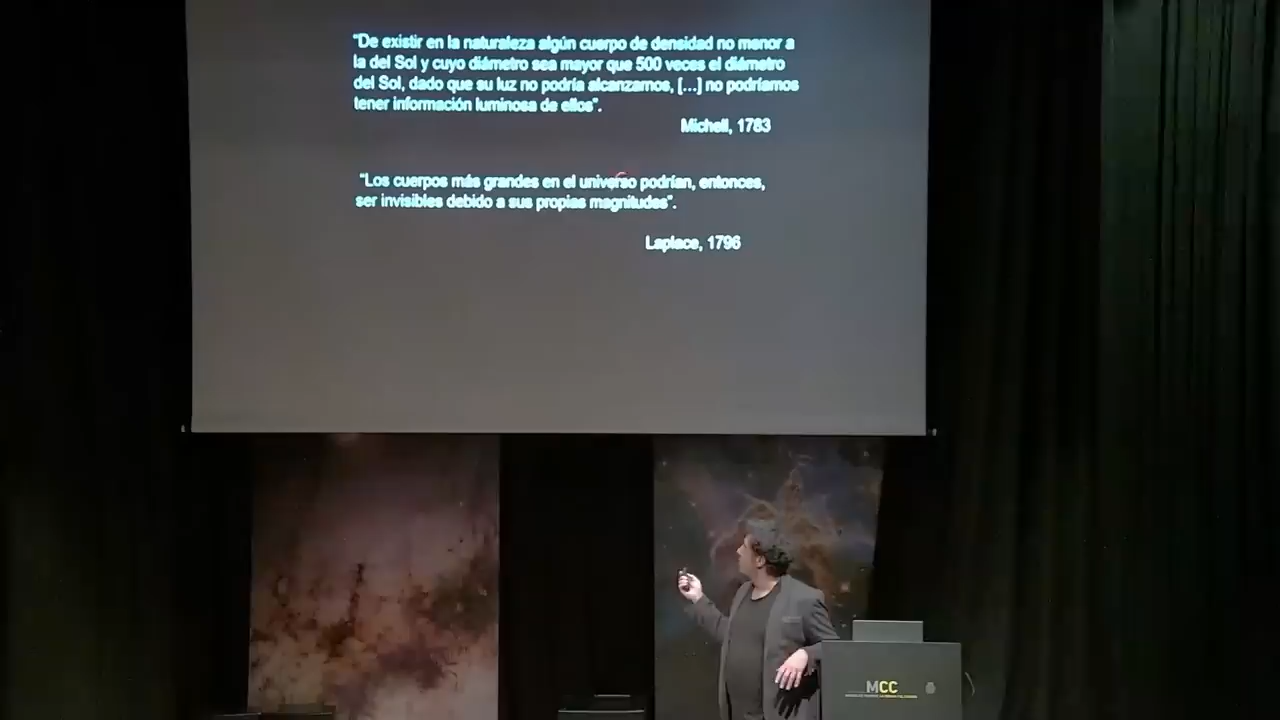 “De existir en la naturaleza algún cuerpo de densidad no menor a
la del Sol y cuyo diámetro sea mayor que 500 veces el diámetro
del Sol, dado que su luz no podría alcanzarnos, [...] no podríamos
tener información luminosa de ellos”.
Michell, 1783
“Los cuerpos más grandes en el universo podrían, entonces,
ser invisibles debido a sus propias magnitudes”.
Laplace, 1796
MCC